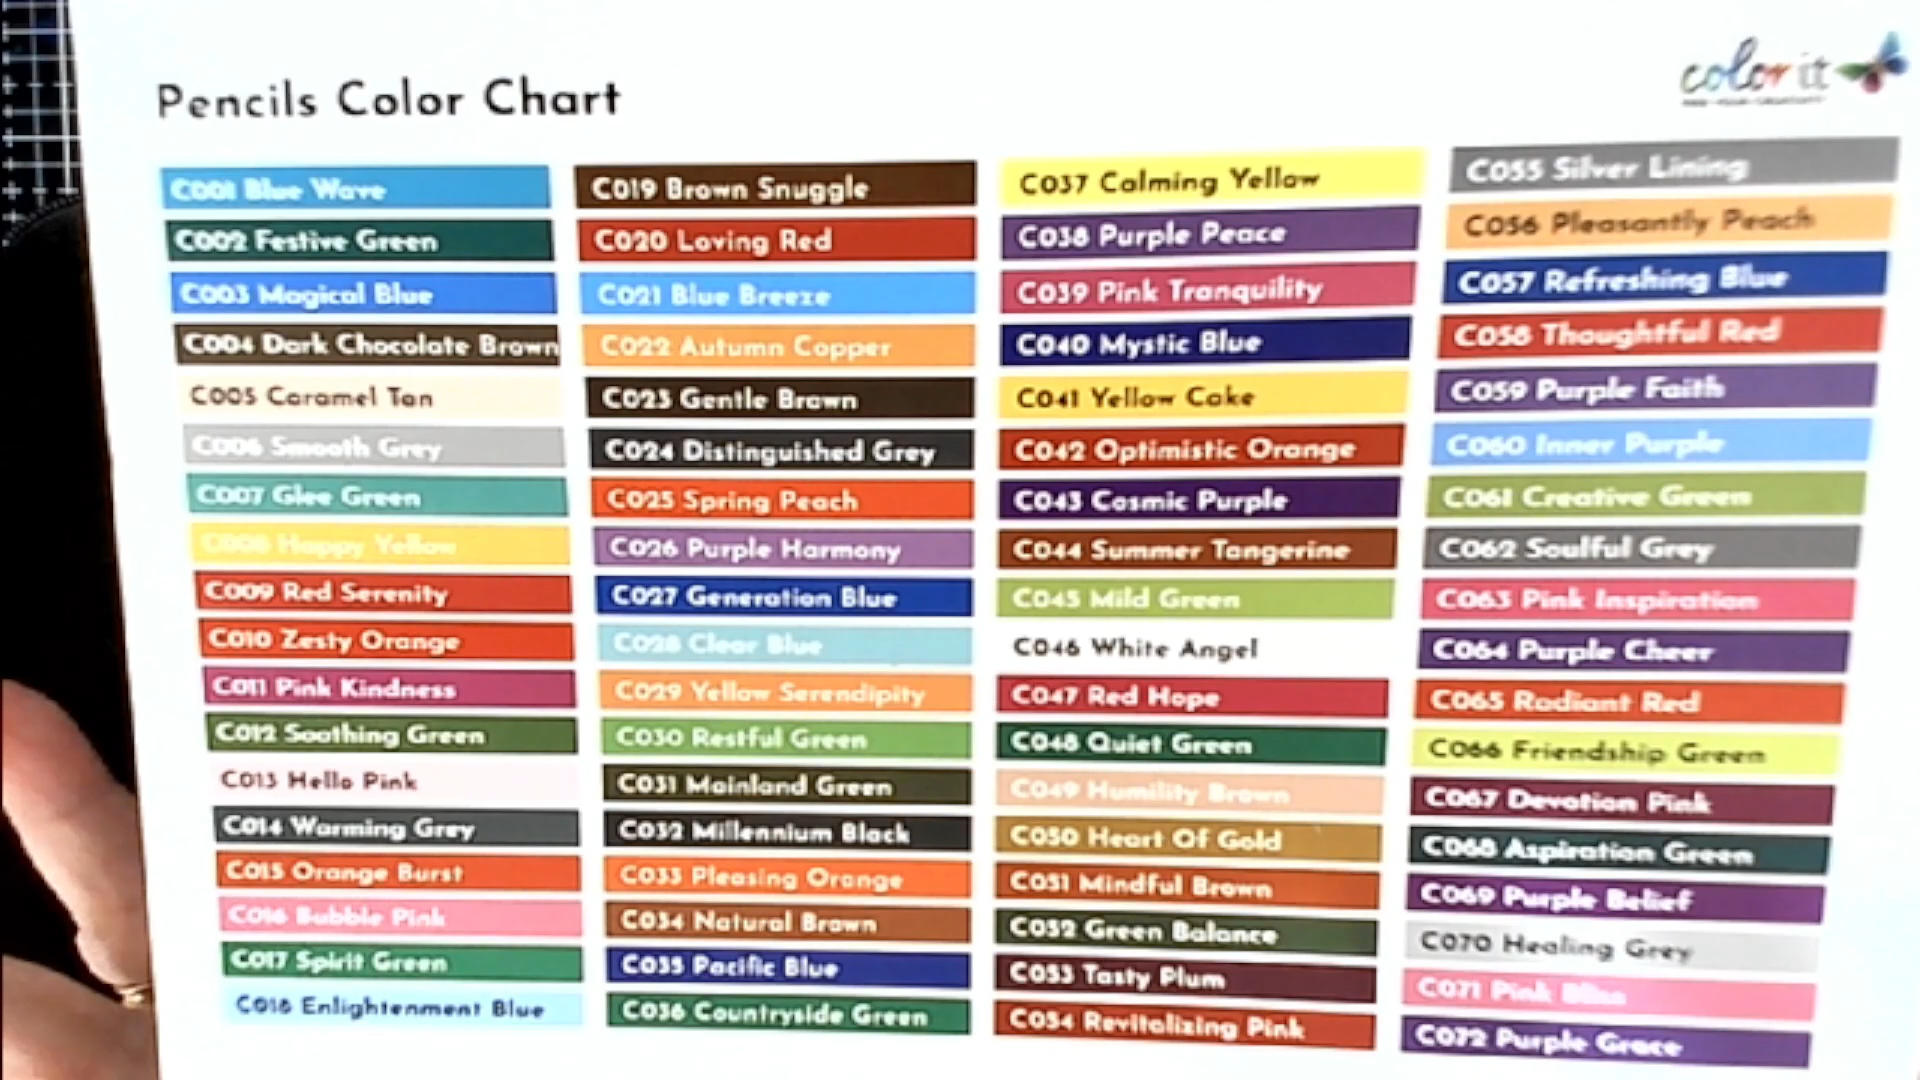 Pencils Color Chart
color it
C001 Blue Wave
C002 Festive Green
C003 Magical Blue
C004 Dark Chocolate Brown
C005 Caramel Tan
C006 Smooth Grey
C007 Glee Green
C008 Happy Yellow
C009 Red Serenity
C010 Zesty Orange
C011 Pink Kindness
C012 Soothing Green
C013 Hello Pink
C014 Warming Grey
C015 Orange Burst
C016 Bubble Pink
C017 Spirit Green
C018 Enlightenment Blue
C019 Brown Snuggle
C020 Loving Red
C021 Blue Breeze
C022 Autumn Copper
C023 Gentle Brown
C024 Distinguished Grey
C025 Spring Peach
C026 Purple Harmony
C027 Generation Blue
C028 Clear Blue
C029 Yellow Serendipity
C030 Restful Green
C031 Mainland Green
C032 Millennium Black
C033 Pleasing Orange
C034 Natural Brown
C035 Pacific Blue
C036 Countryside Green
C037 Calming Yellow
C038 Purple Peace
C039 Pink Tranquility
C040 Mystic Blue
C041 Yellow Cake
C042 Optimistic Orange
C043 Cosmic Purple
C044 Summer Tangerine
C045 Mild Green
C046 White Angel
C047 Red Hope
C048 Quiet Green
C049 Humility Brown
C050 Heart Of Gold
C051 Mindful Brown
C052 Green Balance
C053 Tasty Plum
C054 Revitalizing Pink
C055 Silver Lining
C056 Pleasantly Peach
C057 Refreshing Blue
C058 Thoughtful Red
C059 Purple Faith
C060 Inner Purple
C061 Creative Green
C062 Soulful Grey
C063 Pink Inspiration
C064 Purple Cheer
C065 Radiant Red
C066 Friendship Green
C067 Devotion Pink
C068 Aspiration Green
C069 Purple Belief
C070 Healing Grey
C071 Pink Bliss
C072 Purple Grace